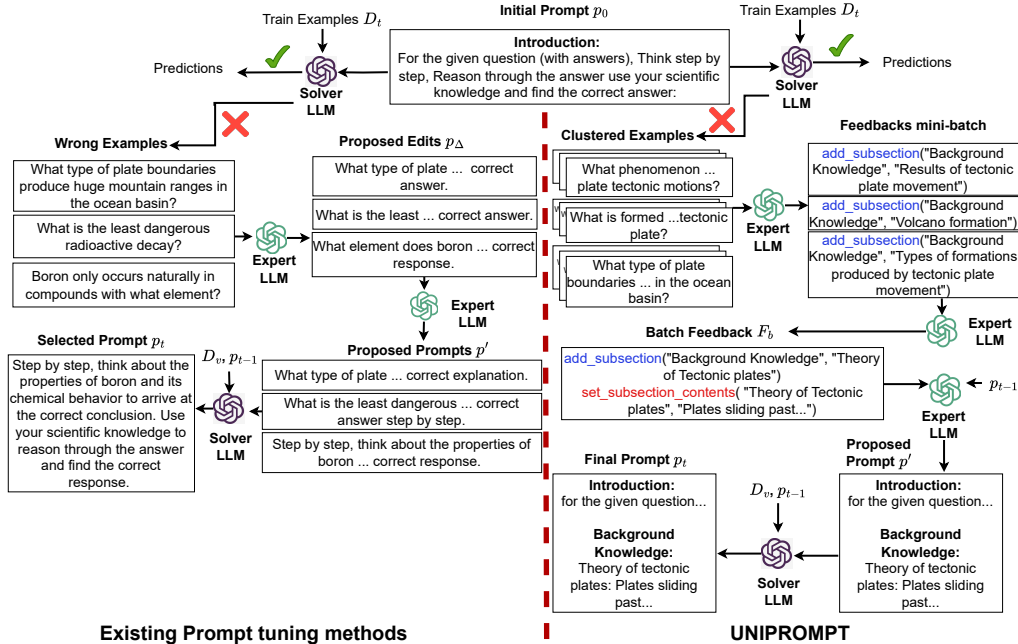 Initial Prompt p0
Train Examples Dt
Introduction:
For the given question (with answers), Think step by
step, Reason through the answer use your scientific
knowledge and find the correct answer:
Predictions
Solver
LLM
Wrong Examples
What type of plate boundaries
produce huge mountain ranges in
the ocean basin?
What is the least dangerous
radioactive decay?
Boron only occurs naturally in
compounds with what element?
Expert
LLM
Proposed Edits pΔ
What type of plate ... correct
answer.
What is the least ... correct answer.
What element does boron ... correct
response.
Expert
LLM
Proposed Prompts p'
What type of plate ... correct explanation.
What is the least dangerous ... correct
answer step by step.
Step by step, think about the properties of
boron ... correct response.
Dv, pt−1
Solver
LLM
Selected Prompt pt
Step by step, think about the
properties of boron and its
chemical behavior to arrive at
the correct conclusion. Use
your scientific knowledge to
reason through the answer
and find the correct
response.
Existing Prompt tuning methods
Train Examples Dt
Solver
LLM
Predictions
Clustered Examples
What phenomenon ...
plate tectonic motions?
What is formed ...tectonic
plate?
What type of plate
boundaries ... in the ocean
basin?
Expert
LLM
Feedbacks mini-batch
add_subsection("Background
Knowledge", "Results of tectonic
plate movement")
add_subsection("Background
Knowledge", "Volcano formation")
add_subsection("Background
Knowledge", "Types of formations
produced by tectonic plate
movement")
Expert
LLM
Batch Feedback Fb
add_subsection("Background Knowledge", "Theory
of Tectonic plates")
set_subsection_contents( "Theory of Tectonic
plates", "Plates sliding past...")
Expert
LLM
pt−1
Proposed
Prompt p'
Introduction:
for the given question...
Background
Knowledge:
Theory of tectonic
plates: Plates sliding
past...
Dv, pt−1
Solver
LLM
Final Prompt pt
Introduction:
for the given question...
Background
Knowledge:
Theory of tectonic
plates: Plates sliding
past...
UNIPROMPT